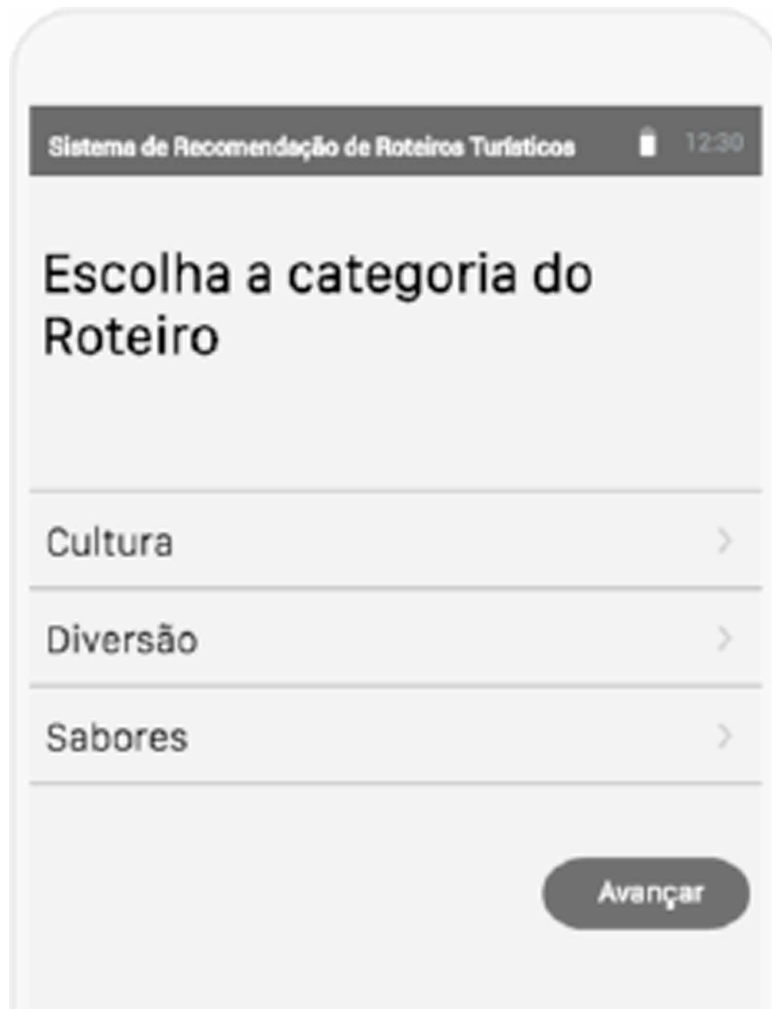 Sistema de Recomendação de Roteiros Turísticos 12:30
Escolha a categoria do
Roteiro
Cultura
Diversão
Sabores
Avançar